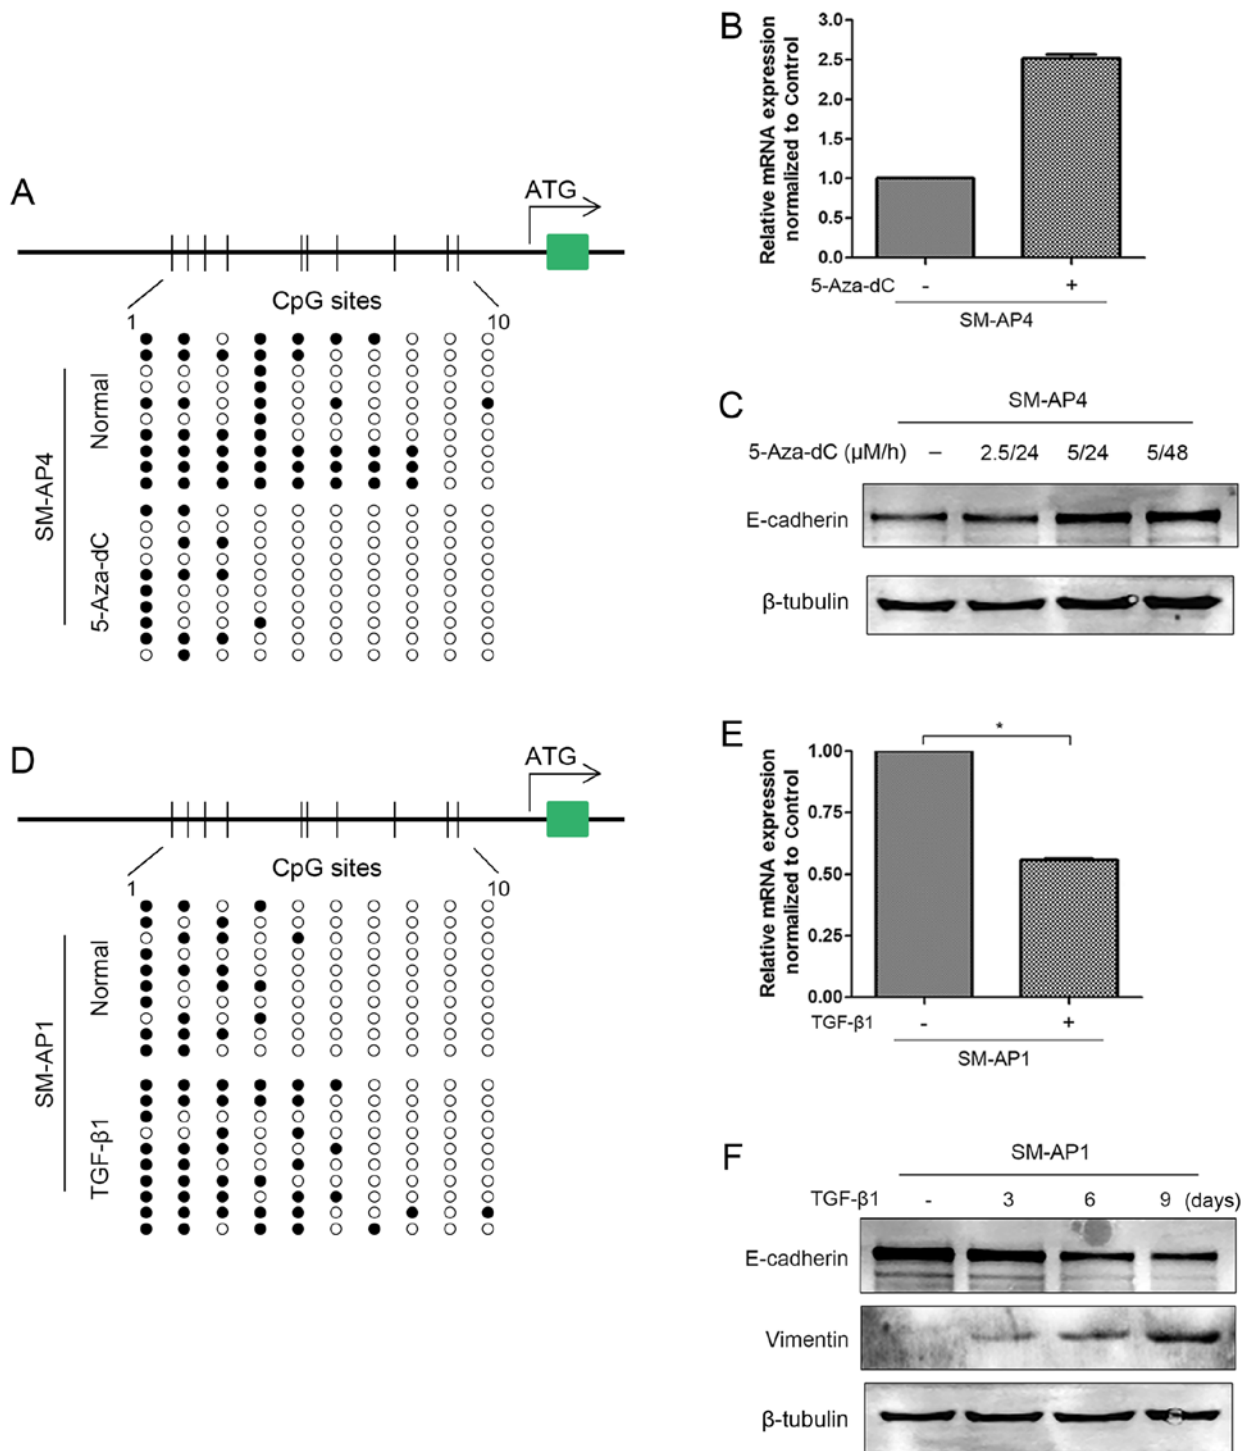 A
ATG
CpG sites
1
10
SM-AP4
Normal
5-Aza-dC
B
Relative mRNA expression
normalized to Control
3.0
2.5
2.0
1.5
1.0
0.5
0.0
5-Aza-dC - +
SM-AP4
C
SM-AP4
5-Aza-dC (µM/h) – 2.5/24 5/24 5/48
E-cadherin
β-tubulin
D
ATG
CpG sites
1
10
SM-AP1
Normal
TGF-β1
E
*
Relative mRNA expression
normalized to Control
1.00
0.75
0.50
0.25
0.00
TGF-β1 - +
SM-AP1
F
SM-AP1
TGF-β1 - 3 6 9 (days)
E-cadherin
Vimentin
β-tubulin